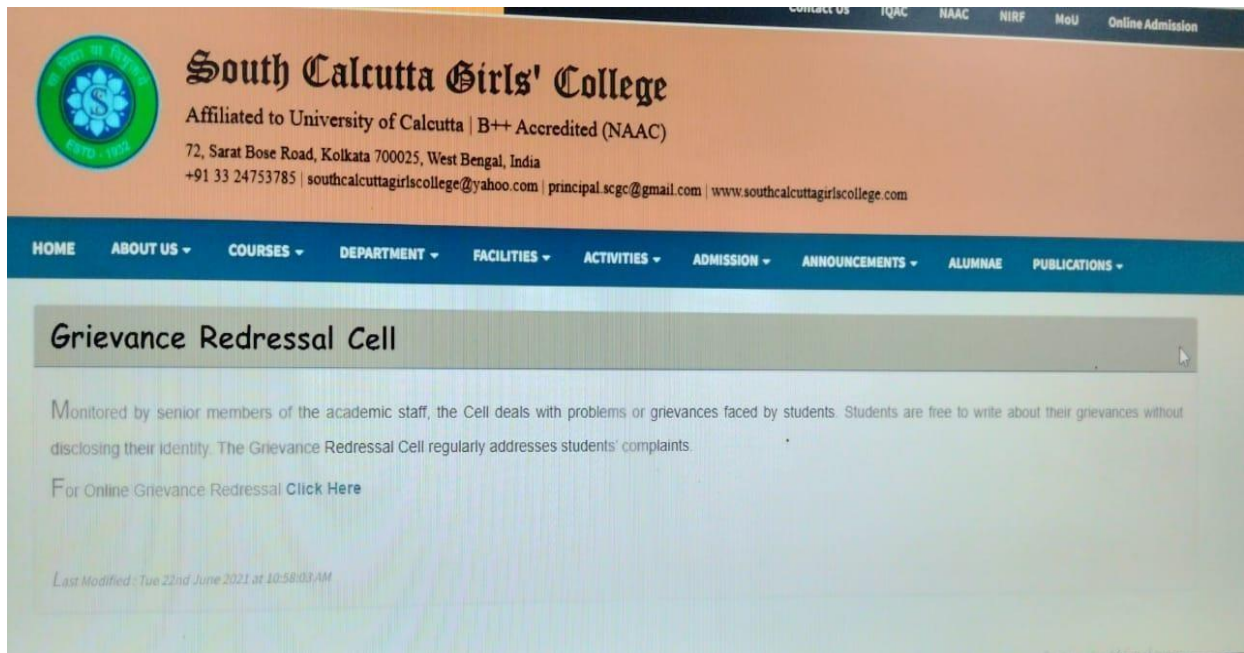 Contact Us IQAC NAAC NIRF MoU Online Admission
South Calcutta Girls' College
Affiliated to University of Calcutta | B++ Accredited (NAAC)
72, Sarat Bose Road, Kolkata 700025, West Bengal, India
+91 33 24753785 | southcalcuttagirlscollege@yahoo.com | principal.scgc@gmail.com | www.southcalcuttagirlscollege.com
S
ESTD - 1932
HOME ABOUT US COURSES DEPARTMENT FACILITIES ACTIVITIES ADMISSION ANNOUNCEMENTS ALUMNAE PUBLICATIONS
Grievance Redressal Cell
Monitored by senior members of the academic staff, the Cell deals with problems or grievances faced by students. Students are free to write about their grievances without
disclosing their identity. The Grievance Redressal Cell regularly addresses students' complaints.
For Online Grievance Redressal Click Here
Last Modified : Tue 22nd June 2021 at 10:58:03 AM